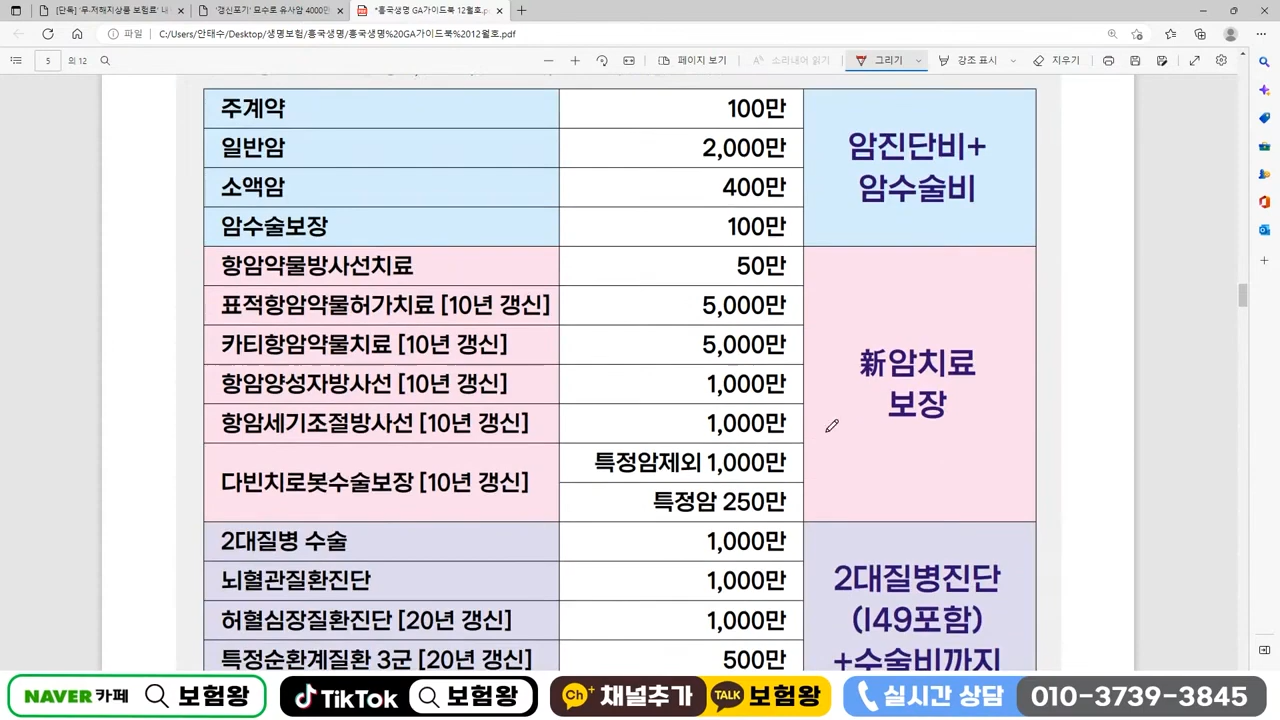 [단독] '무·저해지상품 보험료' 내
'갱신포기' 묘수로 유사암 4000만
*흥국생명 GA가이드북 12월호.p
파일
C:/Users/안태수/Desktop/생명보험/흥국생명/흥국생명%20GA가이드북%2012월호.pdf
5 의 12
페이지 보기
소리내어 읽기
그리기
강조 표시
지우기
주계약 100만
일반암 2,000만
소액암 400만
암수술보장 100만
암진단비+
암수술비
항암약물방사선치료 50만
표적항암약물허가치료 [10년 갱신] 5,000만
카티항암약물치료 [10년 갱신] 5,000만
항암양성자방사선 [10년 갱신] 1,000만
항암세기조절방사선 [10년 갱신] 1,000만
다빈치로봇수술보장 [10년 갱신]
특정암제외 1,000만
특정암 250만
新암치료
보장
2대질병 수술 1,000만
뇌혈관질환진단 1,000만
허혈심장질환진단 [20년 갱신] 1,000만
특정순환계질환 3군 [20년 갱신] 500만
2대질병진단
(I49포함)
+수술비까지
NAVER 카페 보험왕
TikTok 보험왕
Ch+ 채널추가 TALK 보험왕
실시간 상담 010-3739-3845